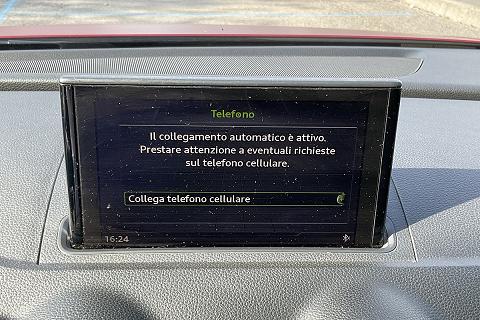 Telefono
Il collegamento automatico è attivo.
Prestare attenzione a eventuali richieste
sul telefono cellulare.
Collega telefono cellulare
16:24